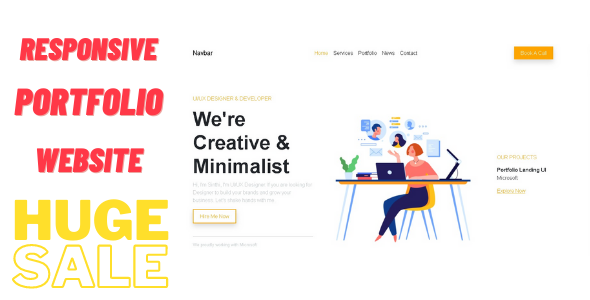 RESPONSIVE
PORTFOLIO
WEBSITE
HUGE
SALE
Navbar
Home Services Portfolio News Contact
Book A Call
UI/UX DESIGNER & DEVELOPER
We're
Creative &
Minimalist
Hi, I'm UI/UX Designer if you are looking for
Designer to build your brands and grow your
business. Let's shake hands with me.
Hire Me Now
We proudly working with Microsoft
OUR PROJECTS
Portfolio Landing UI
Microsoft
Explore Now